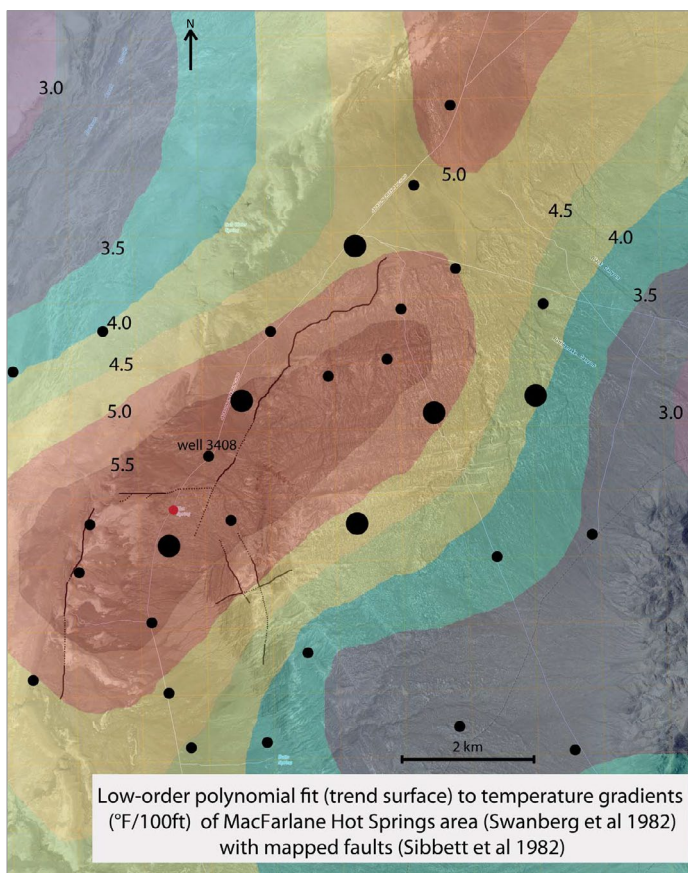 N
3.0
5.0
4.5
4.0
3.5
3.5
4.0
4.5
5.0
3.0
well 3408
5.5
2 km
Low-order polynomial fit (trend surface) to temperature gradients
(°F/100ft) of MacFarlane Hot Springs area (Swanberg et al 1982)
with mapped faults (Sibbett et al 1982)